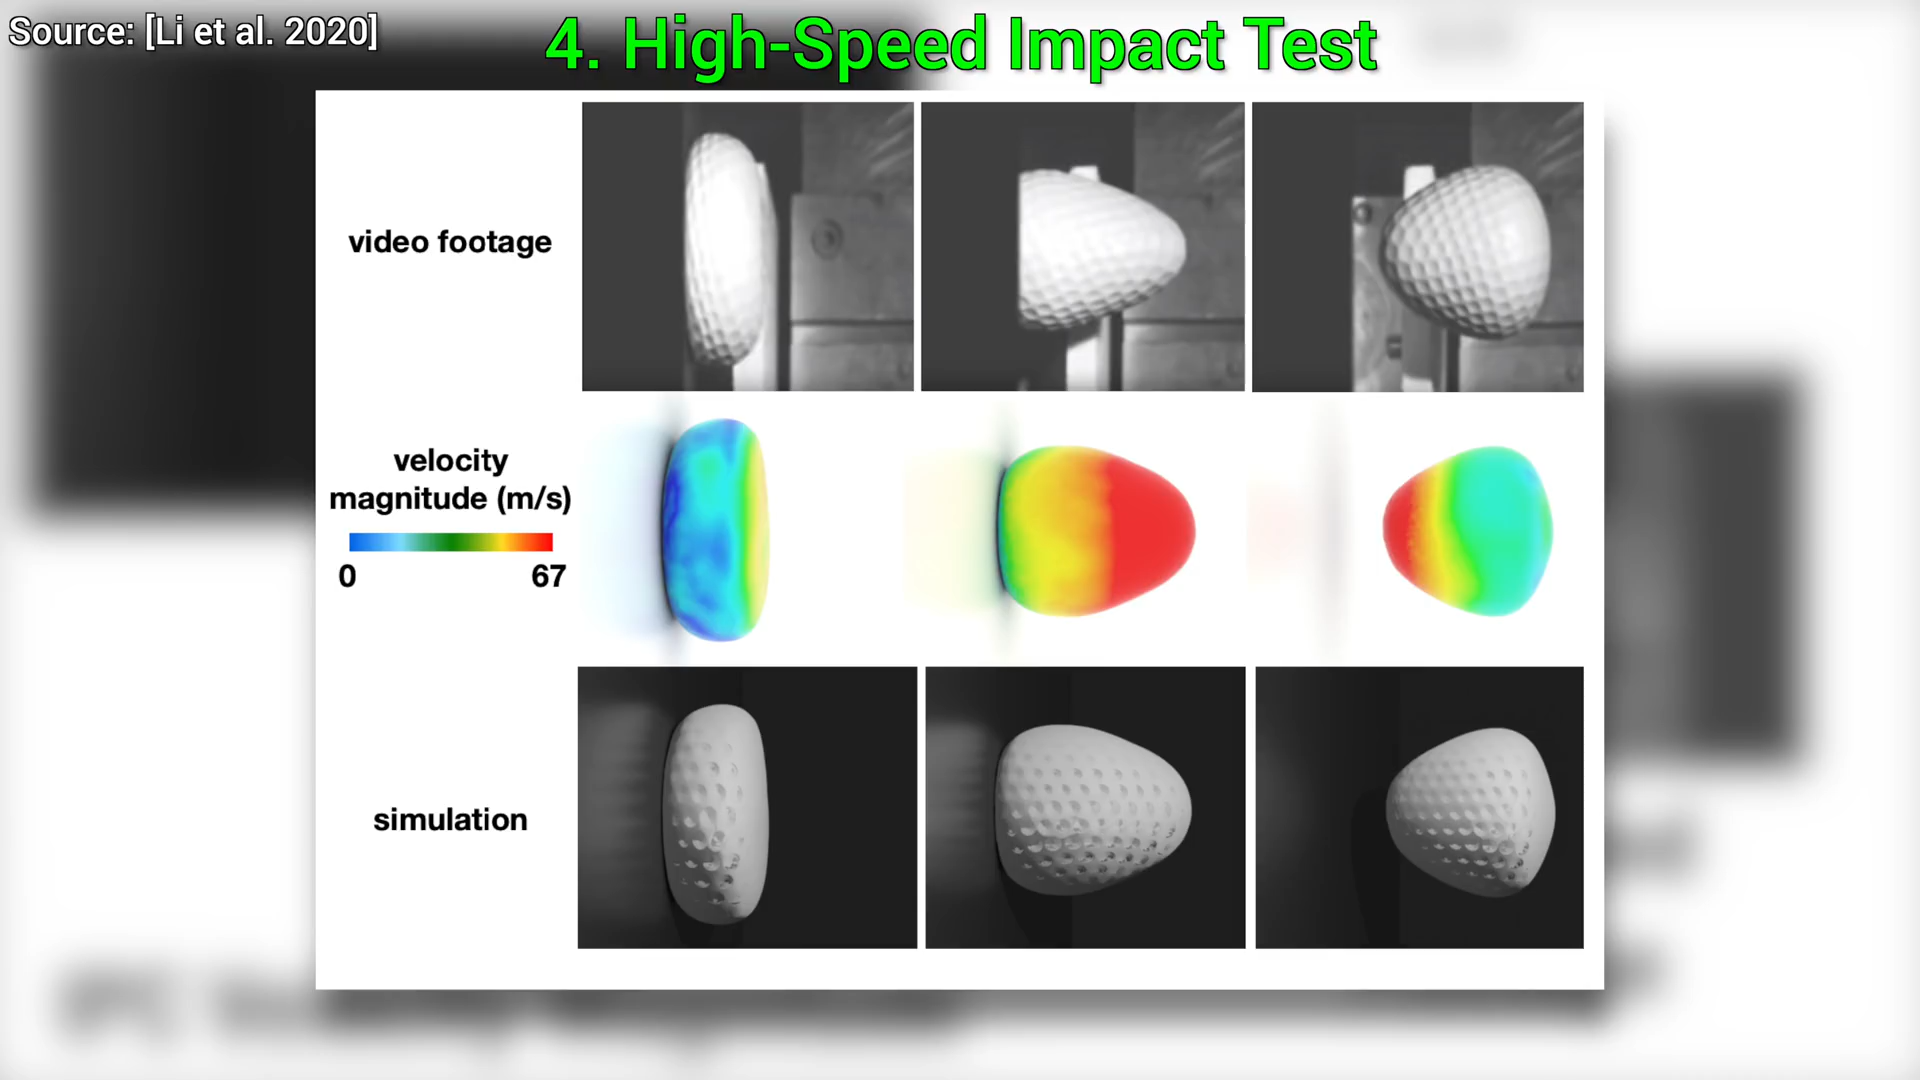 Source: [Li et al. 2020]
4. High-Speed Impact Test
video footage
velocity
magnitude (m/s)
0 67
simulation